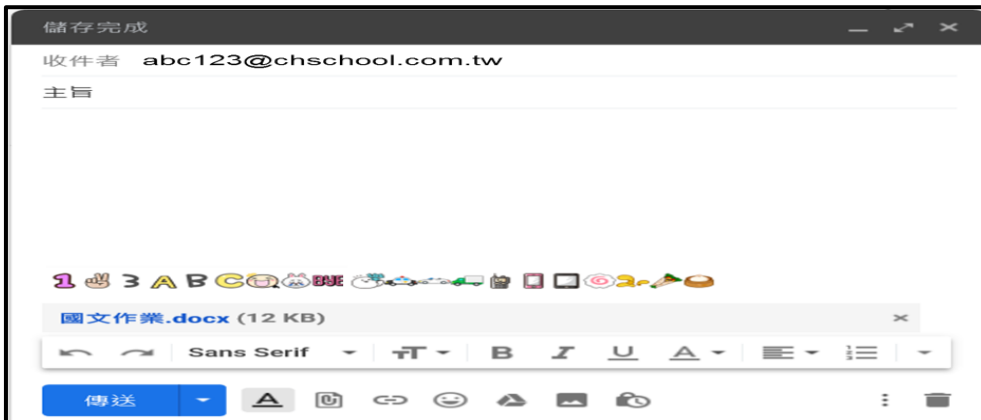 儲存完成
收件者 abc123@chschool.com.tw
主旨
1 3 A B C BYE
國文作業.docx (12 KB)
Sans Serif
傳送